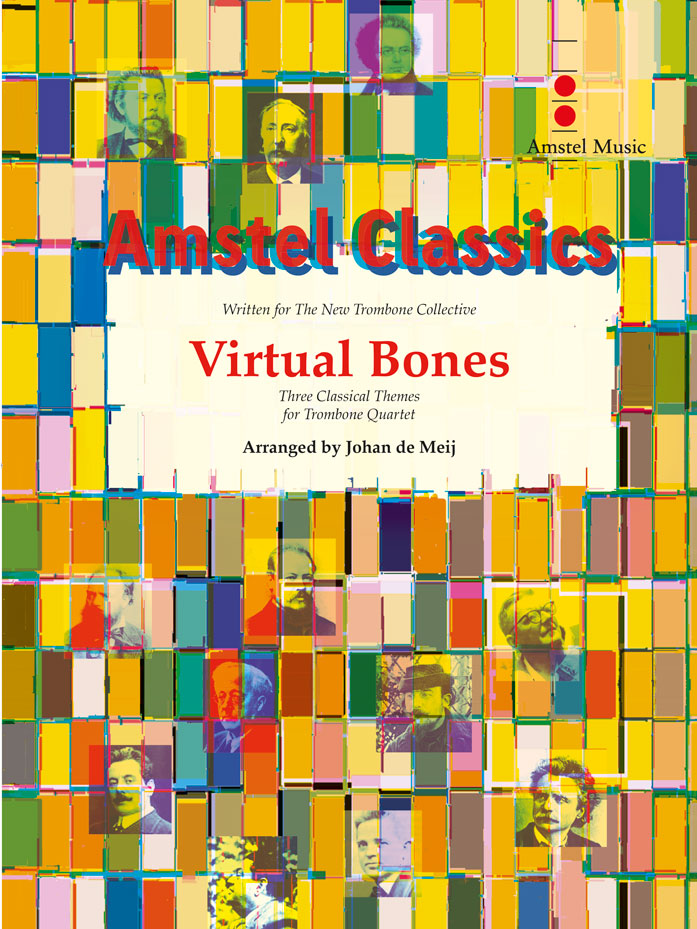 Amstel Music
Amstel Classics
Written for The New Trombone Collective
Virtual Bones
Three Classical Themes
for Trombone Quartet
Arranged by Johan de Meij